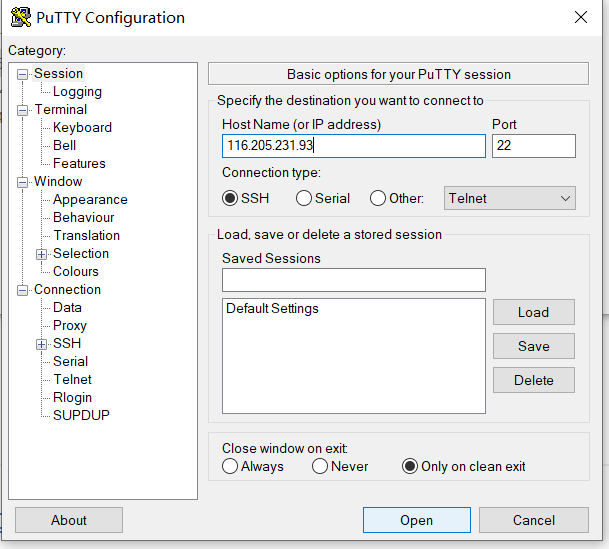 PuTTY Configuration
Category:
Session
Logging
Terminal
Keyboard
Bell
Features
Window
Appearance
Behaviour
Translation
Selection
Colours
Connection
Data
Proxy
SSH
Serial
Telnet
Rlogin
SUPDUP
Basic options for your PuTTY session
Specify the destination you want to connect to
Host Name (or IP address) Port
116.205.231.93 22
Connection type:
SSH Serial Other: Telnet
Load, save or delete a stored session
Saved Sessions
Default Settings
Load
Save
Delete
Close window on exit:
Always Never Only on clean exit
About Open Cancel